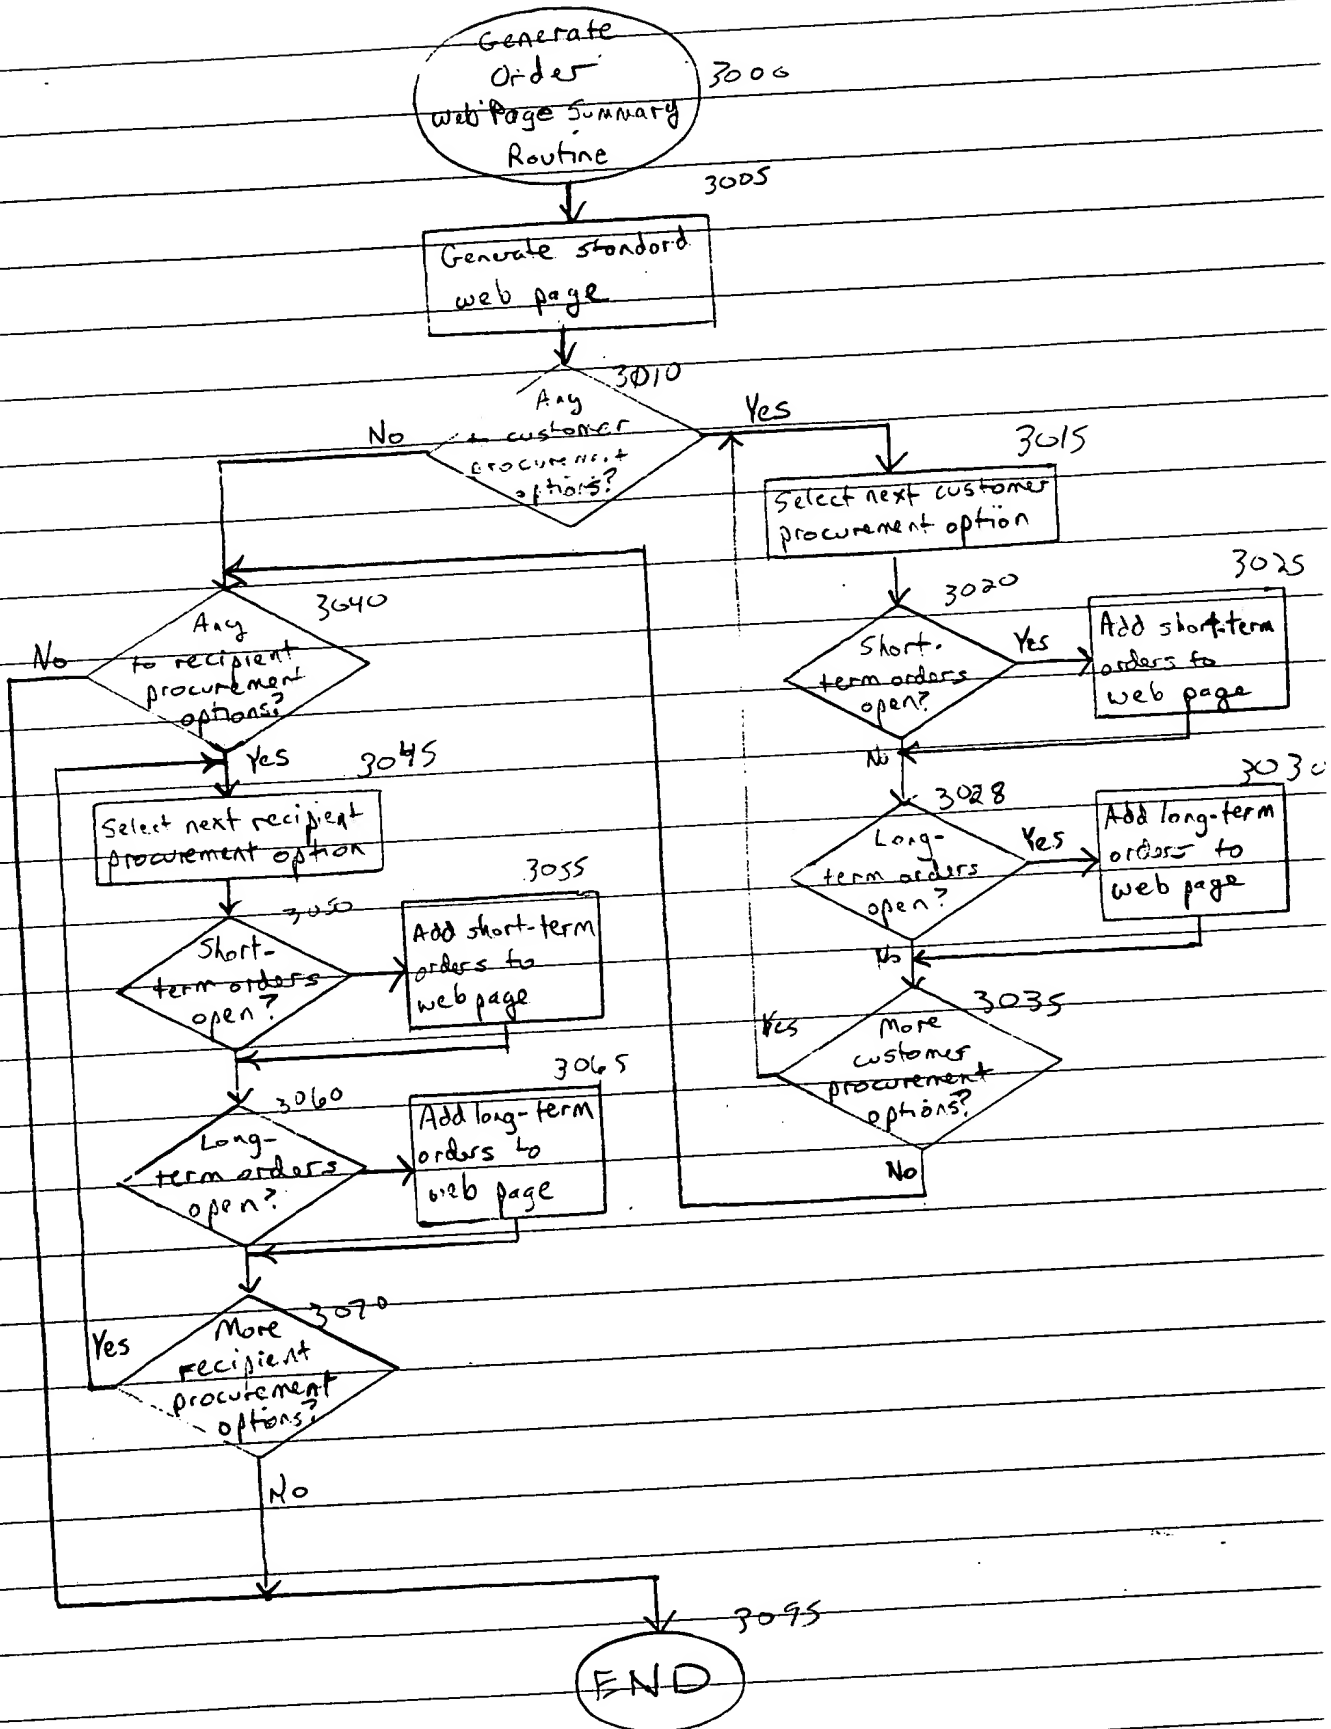 Generate
Order
Web Page Summary
Routine
3000
3005
Generate standard
web page
3010
Any
to customer
procurement
options?
No
Yes
3015
Select next customer
procurement option
3020
Short-
term orders
open?
Yes
No
3025
Add short-term
orders to
web page
3028
Long-
term orders
open?
Yes
No
3030
Add long-term
orders to
web page
3035
More
customer
procurement
options?
Yes
No
3040
Any
to recipient
procurement
options?
No
Yes
3045
Select next recipient
procurement option
3050
Short-
term orders
open?
3055
Add short-term
orders to
web page
3060
Long-
term orders
open?
3065
Add long-term
orders to
web page
3070
More
recipient
procurement
options?
Yes
No
3095
END